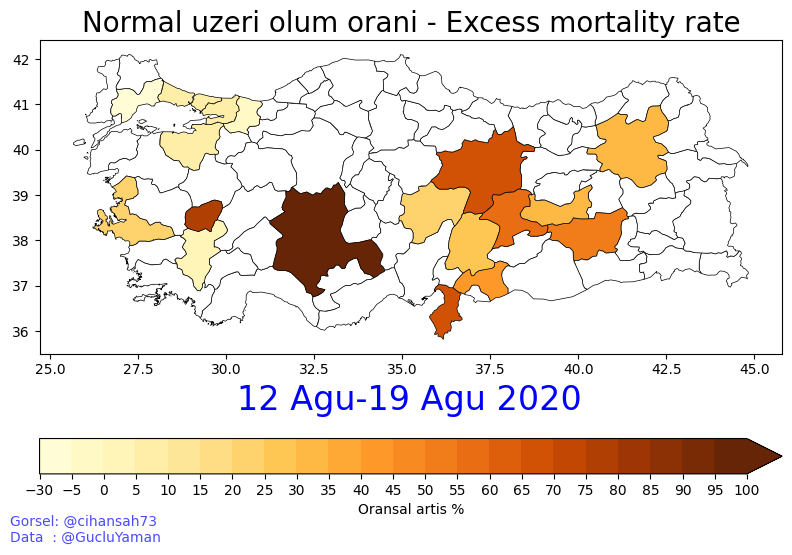 Normal uzeri olum orani - Excess mortality rate
42
41
40
39
38
37
36
25.0 27.5 30.0 32.5 35.0 37.5 40.0 42.5 45.0
12 Agu-19 Agu 2020
−30 −5 0 5 10 15 20 25 30 35 40 45 50 55 60 65 70 75 80 85 90 95 100
Oransal artis %
Gorsel: @cihansah73
Data : @GucluYaman